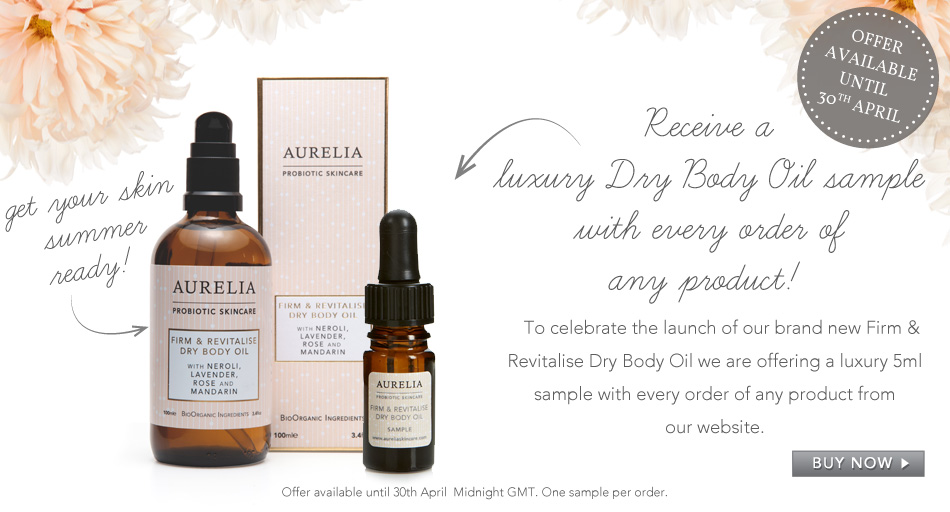 OFFER
AVAILABLE
UNTIL
30TH APRIL
Receive a
luxury Dry Body Oil sample
with every order of
any product!
get your skin
summer
ready!
AURELIA
PROBIOTIC SKINCARE
FIRM & REVITALISE
DRY BODY OIL
WITH NEROLI,
LAVENDER,
ROSE AND
MANDARIN
BIOORGANIC INGREDIENTS
100ml℮
3.4
AURELIA
PROBIOTIC SKINCARE
FIRM & REVITALISE
DRY BODY OIL
WITH NEROLI,
LAVENDER,
ROSE AND
MANDARIN
100ml℮ BIOORGANIC INGREDIENTS 3.4fl
AURELIA
PROBIOTIC SKINCARE
FIRM & REVITALISE
DRY BODY OIL
SAMPLE
www.aureliaskincare.com
To celebrate the launch of our brand new Firm &
Revitalise Dry Body Oil we are offering a luxury 5ml
sample with every order of any product from
our website.
BUY NOW
Offer available until 30th April Midnight GMT. One sample per order.